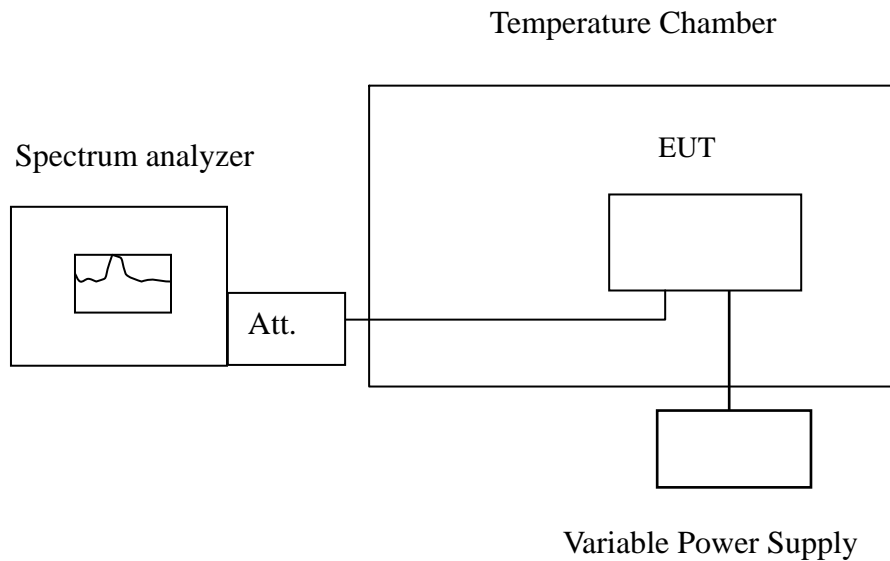 Temperature Chamber
Spectrum analyzer
EUT
Att.
Variable Power Supply